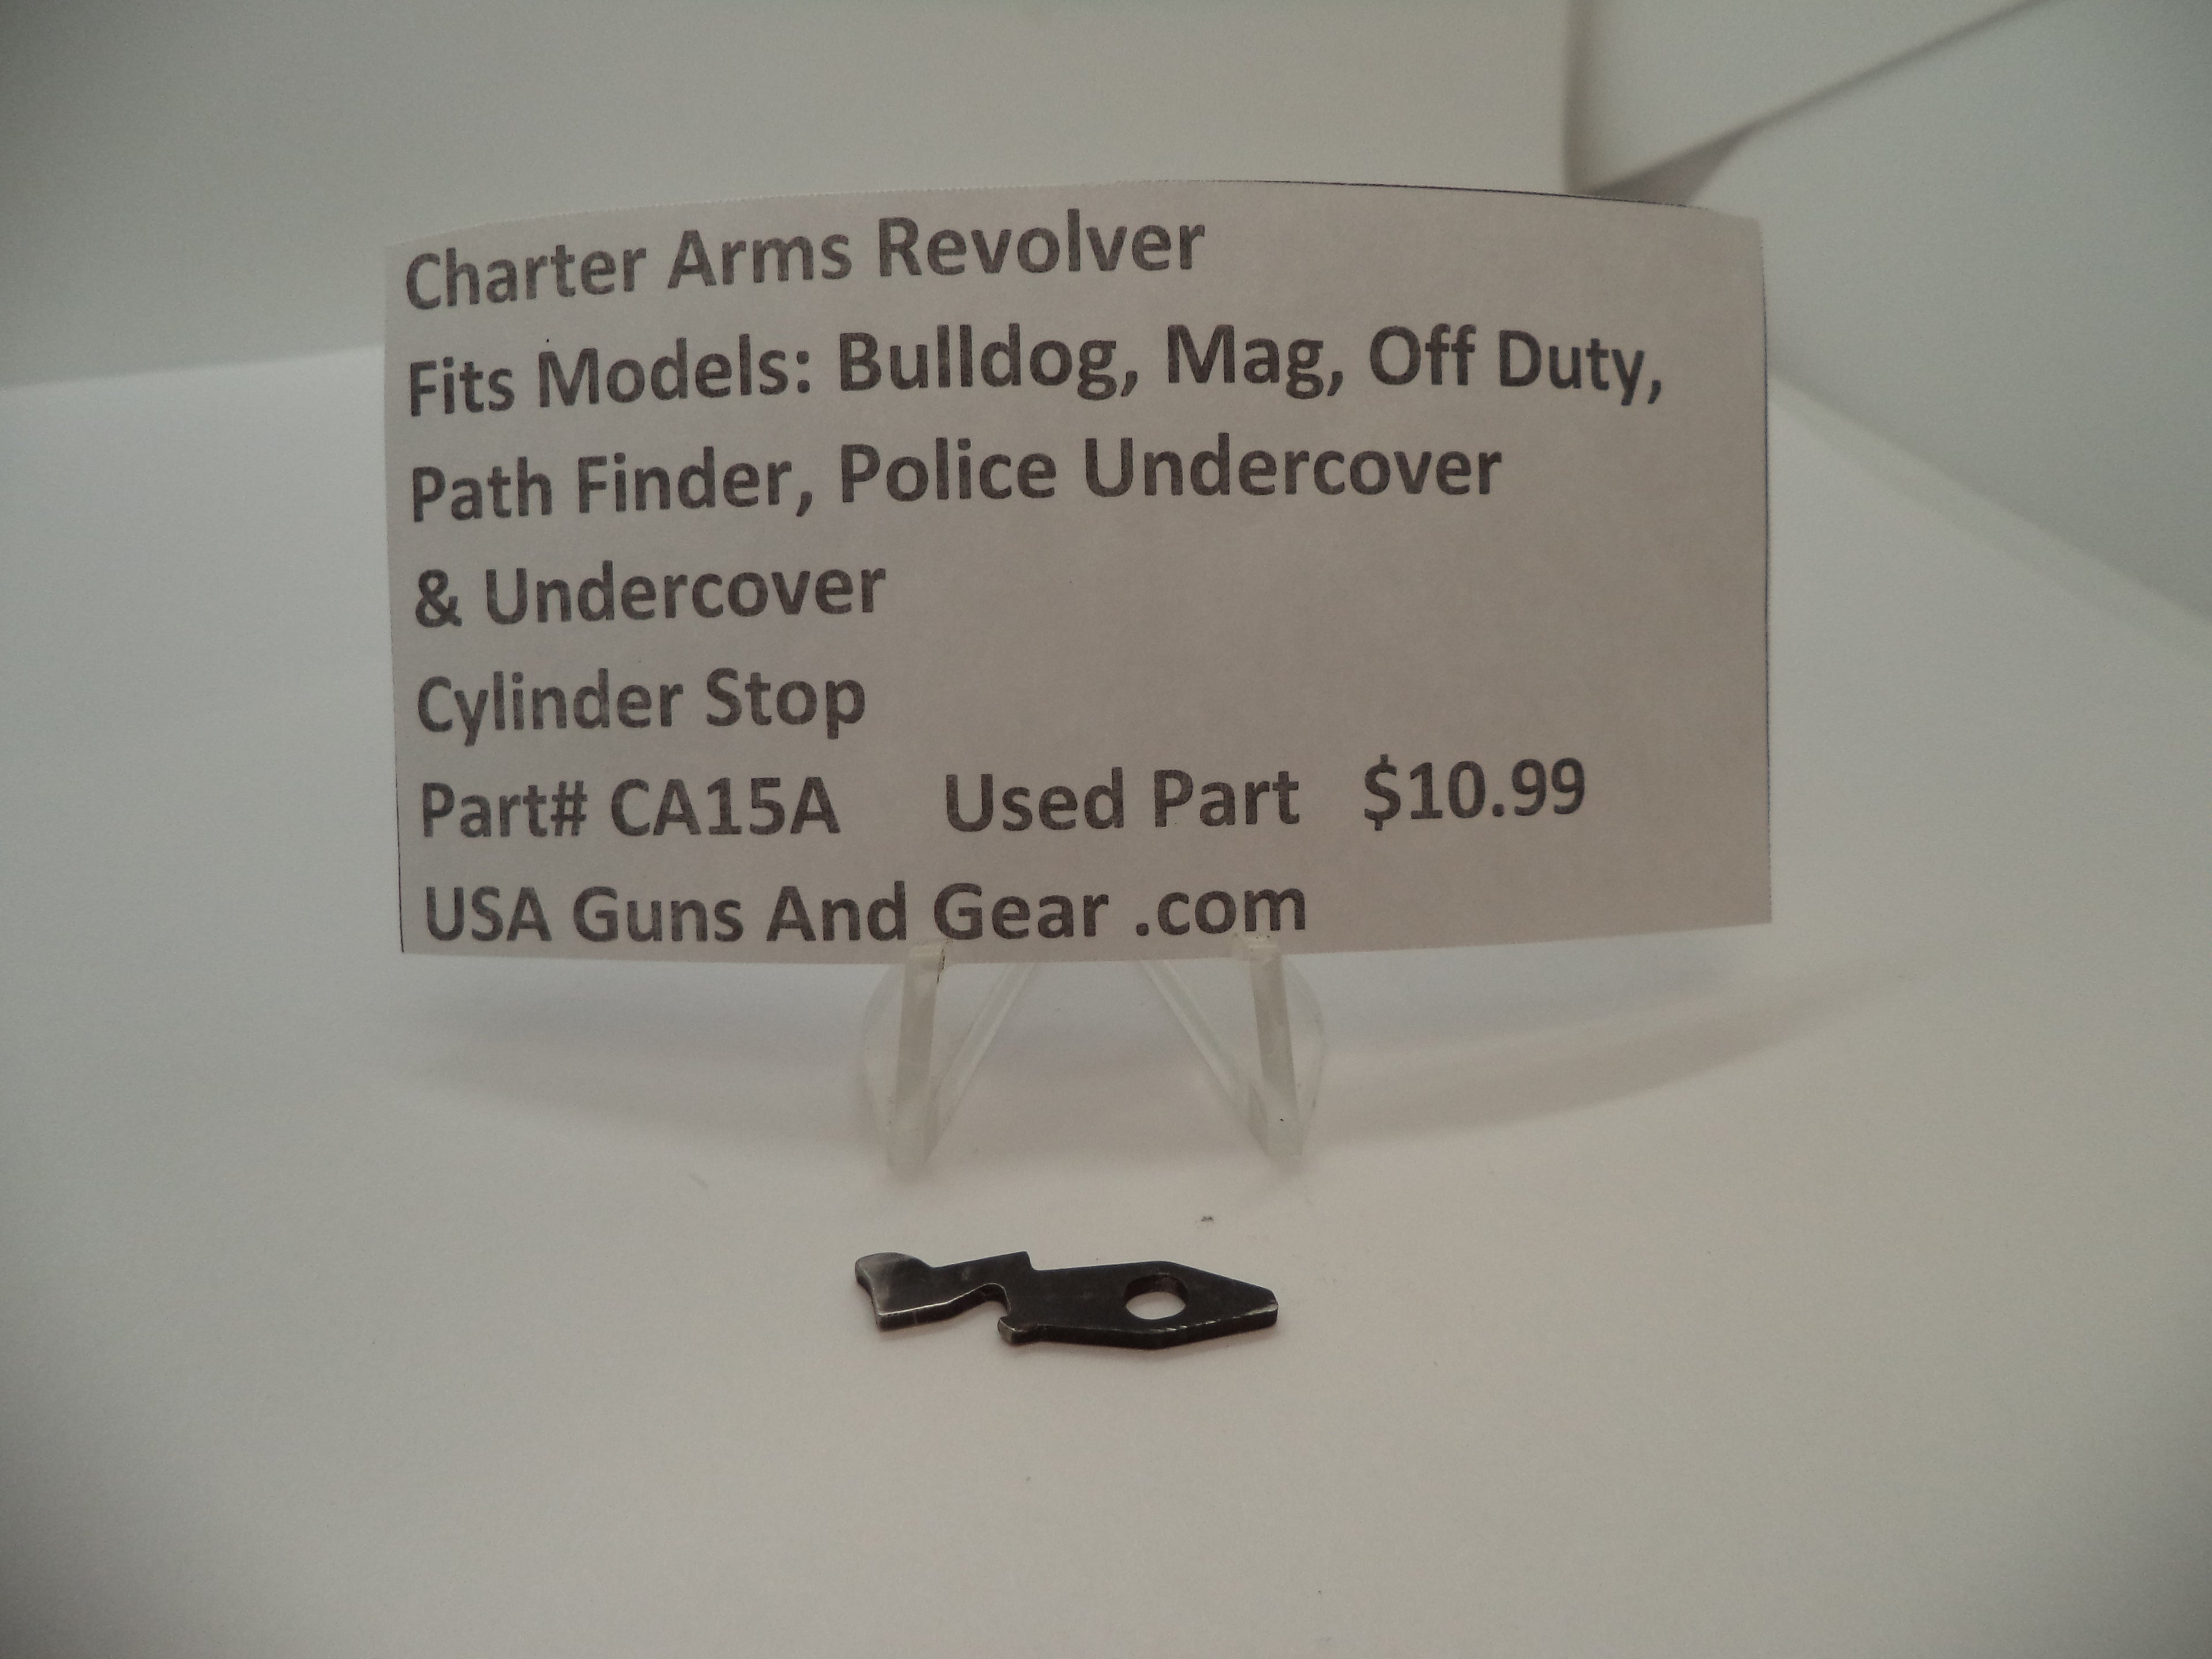 Charter Arms Revolver
Fits Models: Bulldog, Mag, Off Duty,
Path Finder, Police Undercover
& Undercover
Cylinder Stop
Part# CA15A Used Part $10.99
USA Guns And Gear .com